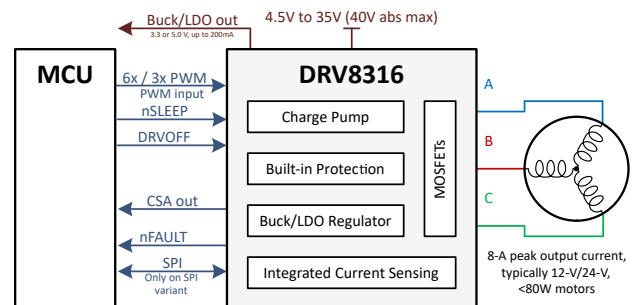 Buck/LDO out
3.3 or 5.0 V, up to 200mA
4.5V to 35V (40V abs max)
MCU
DRV8316
6x / 3x PWM
PWM input
nSLEEP
DRVOFF
CSA out
nFAULT
SPI
Only on SPI
variant
Charge Pump
Built-in Protection
Buck/LDO Regulator
Integrated Current Sensing
MOSFETs
A
B
C
8-A peak output current,
typically 12-V/24-V,
<80W motors